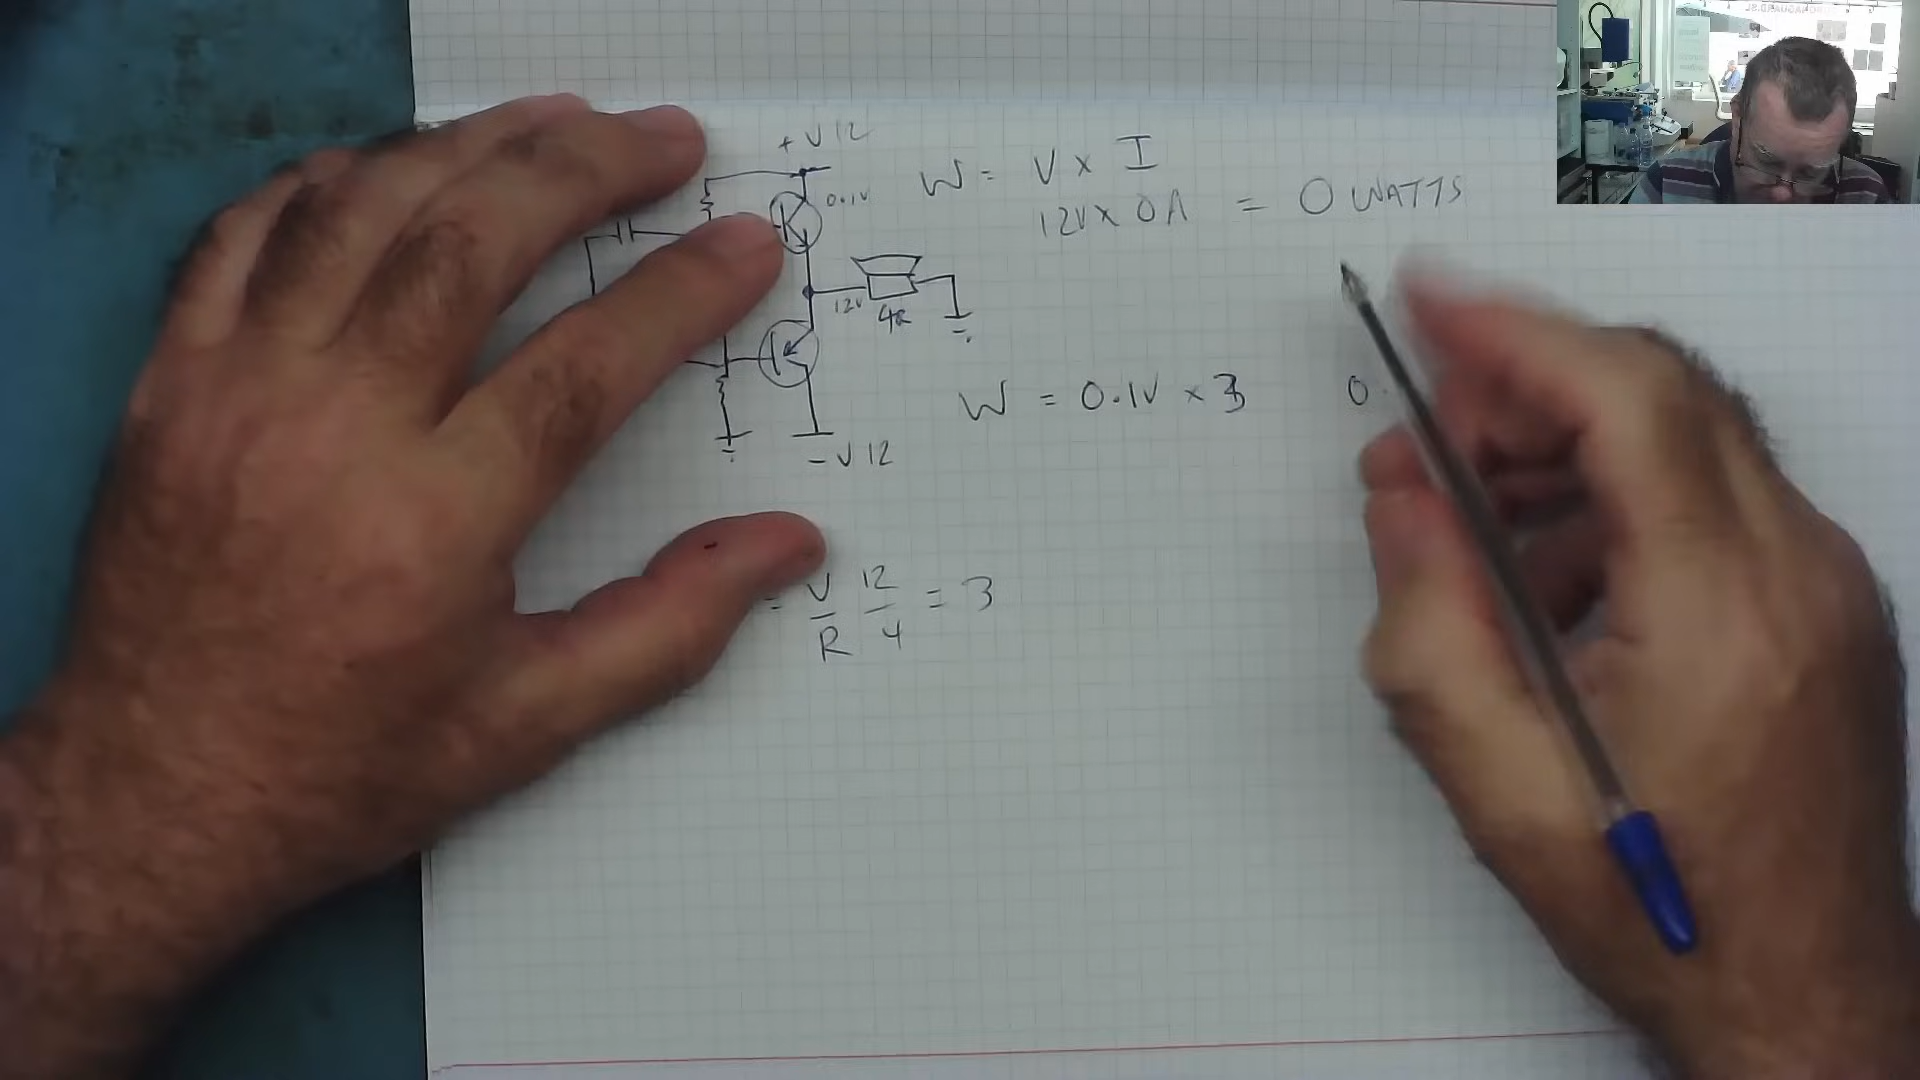 +V 12
0.1V
W = V x I
12V x 0A = 0 WATTS
12V
4R
W = 0.1V x 3 0.
-V 12
= V/R 12/4 = 3